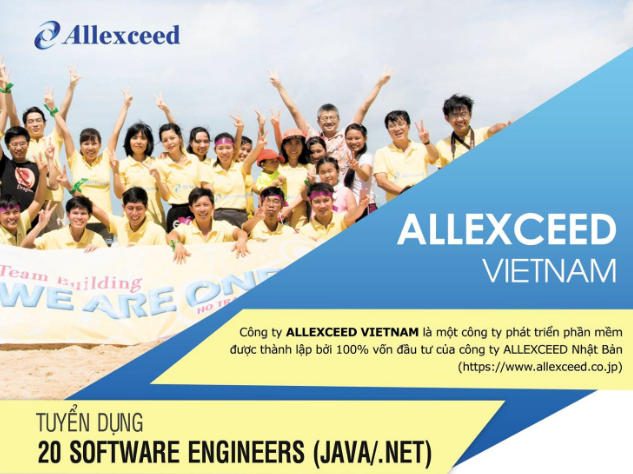 Allexceed
Team Building
WE ARE ONE
ALLEXCEED
VIETNAM
Công ty ALLEXCEED VIETNAM là một công ty phát triển phần mềm
được thành lập bởi 100% vốn đầu tư của công ty ALLEXCEED Nhật Bản
(https://www.allexceed.co.jp)
TUYỂN DỤNG
20 SOFTWARE ENGINEERS (JAVA/.NET)